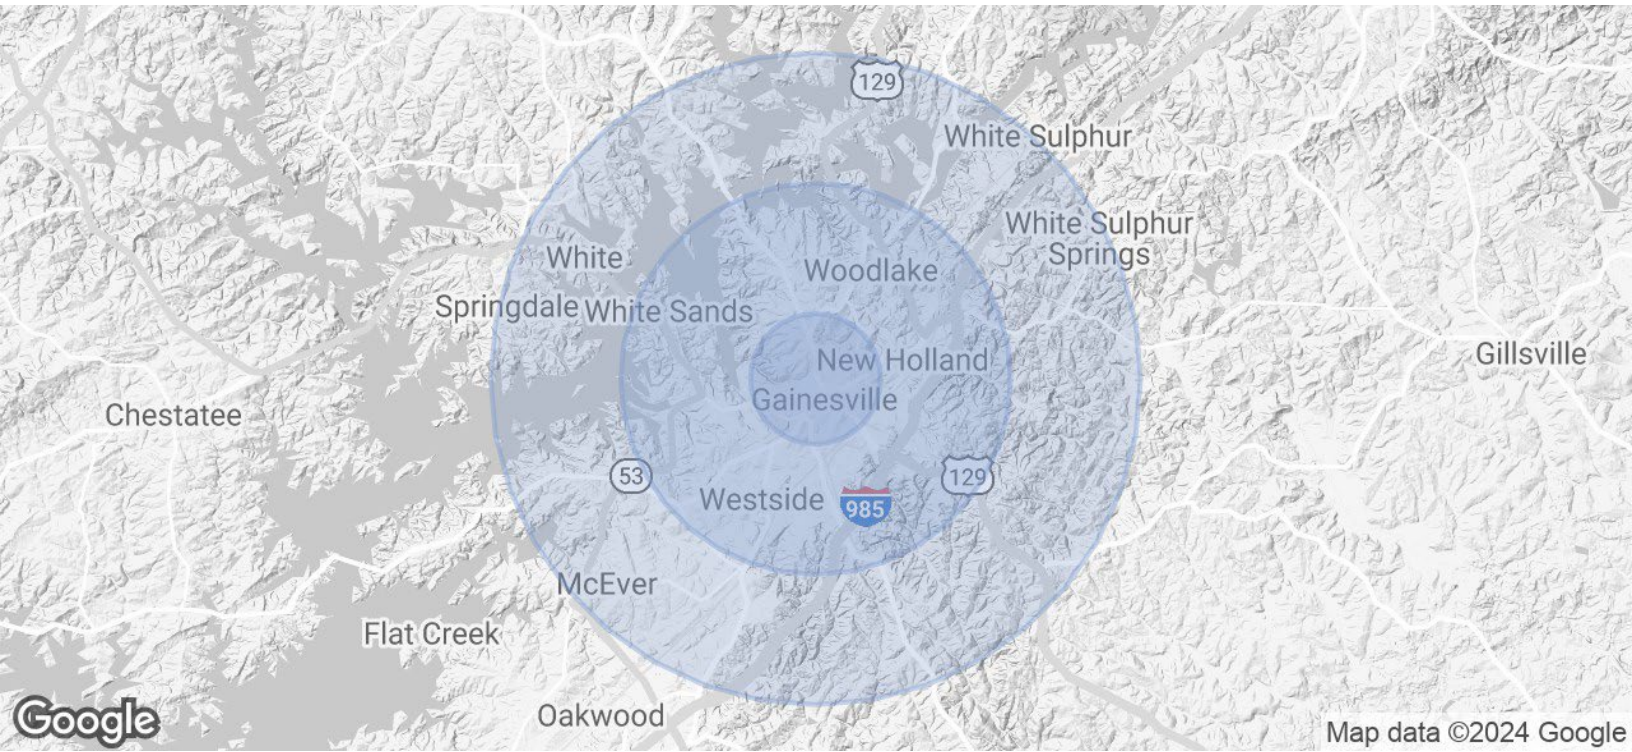 129
White Sulphur
White Sulphur
Springs
White
Woodlake
Springdale
White Sands
Gillsville
New Holland
Gainesville
Chestatee
53
129
Westside
985
McEver
Flat Creek
Oakwood
Google
Map data ©2024 Google